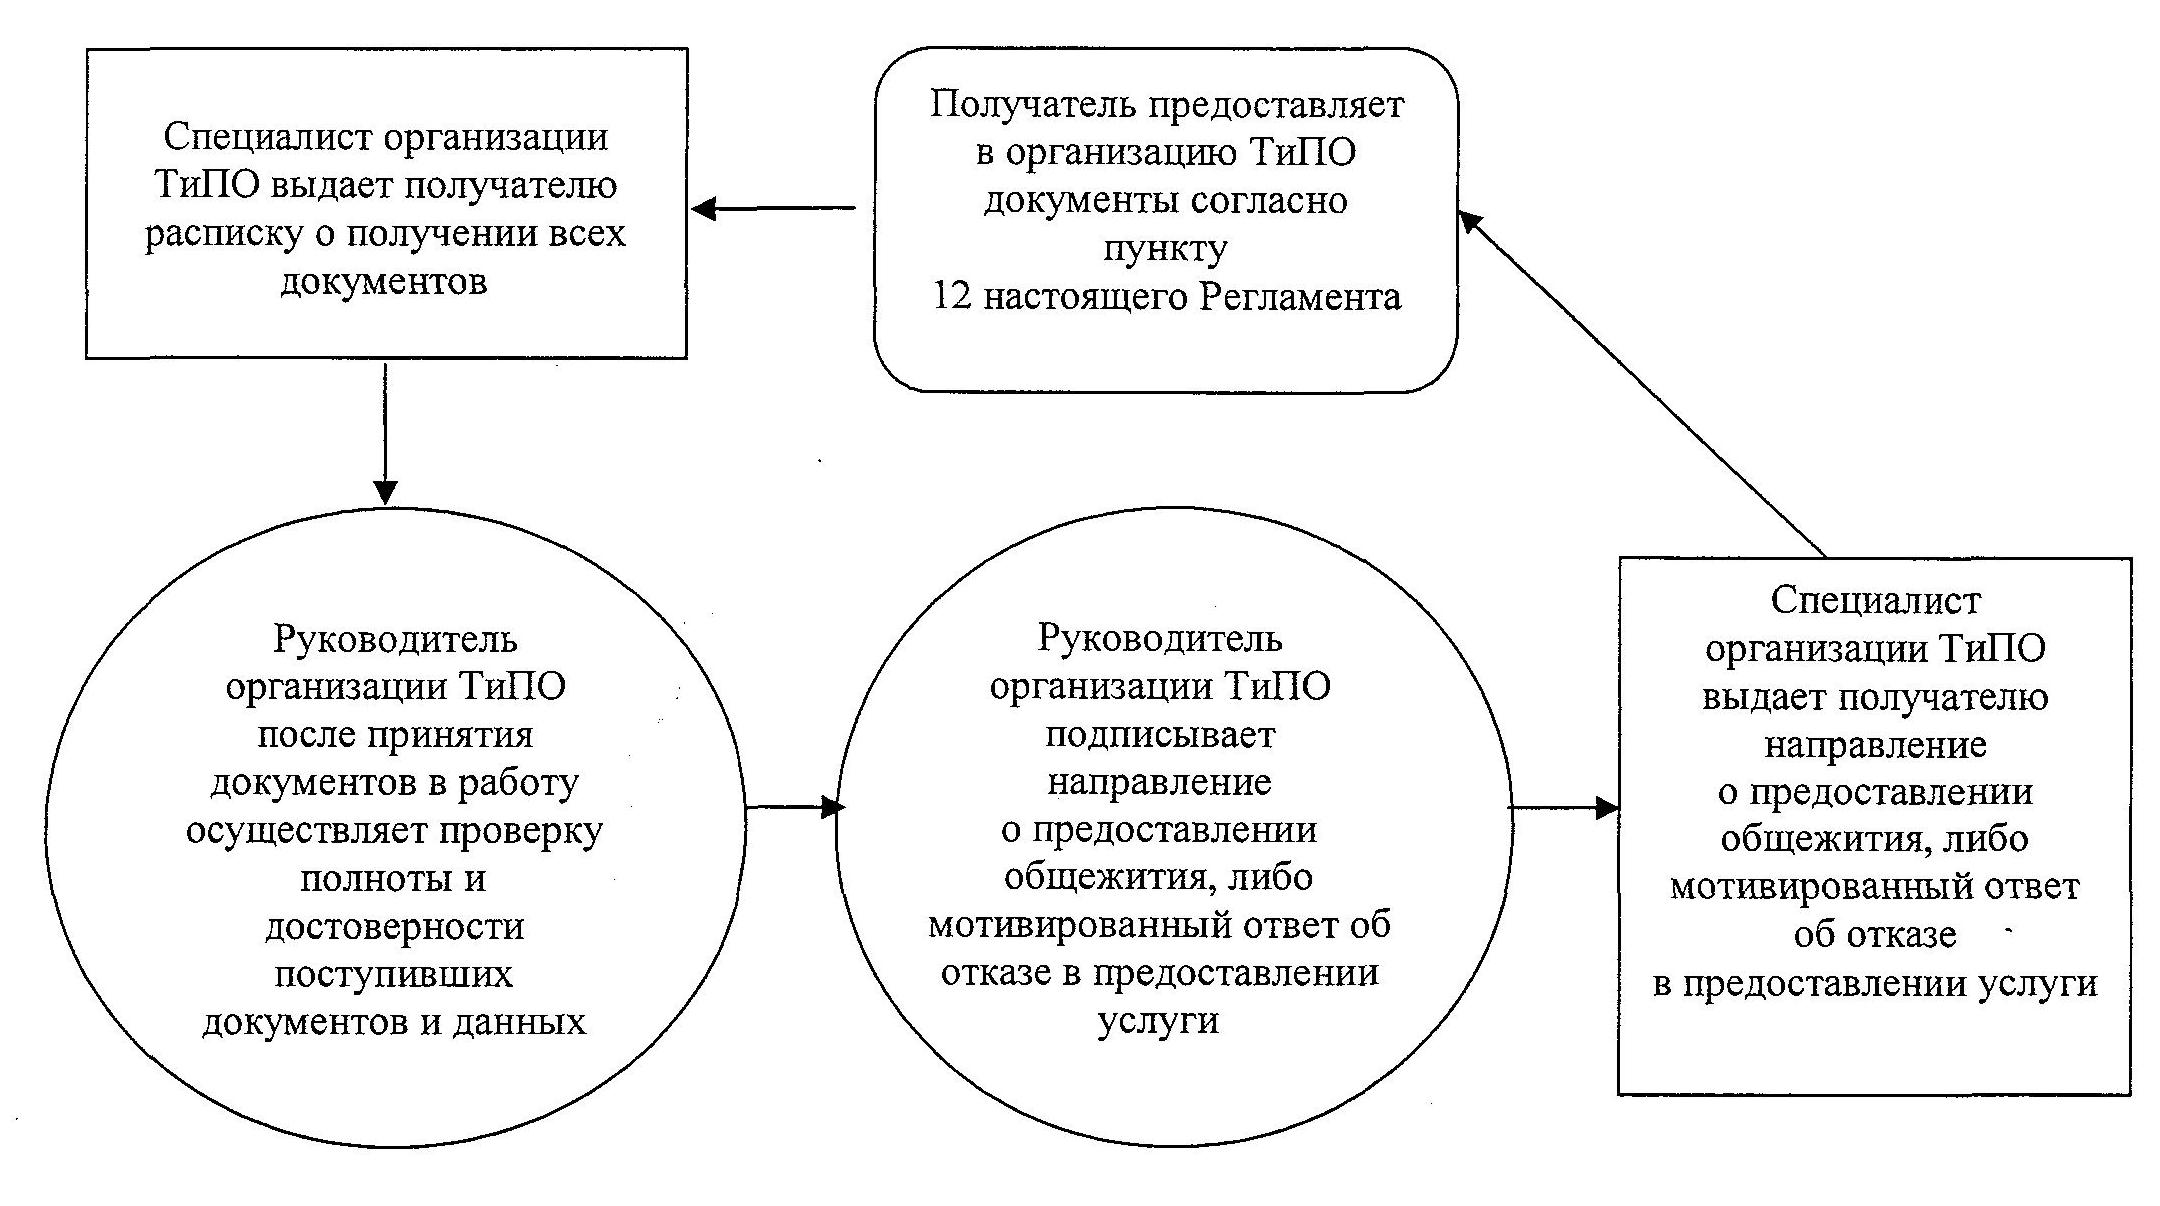 Специалист организации
ТиПО выдает получателю
расписку о получении всех
документов
Получатель предоставляет
в организацию ТиПО
документы согласно
пункту
12 настоящего Регламента
Руководитель
организации ТиПО
после принятия
документов в работу
осуществляет проверку
полноты и
достоверности
поступивших
документов и данных
Руководитель
организации ТиПО
подписывает
направление
о предоставлении
общежития, либо
мотивированный ответ об
отказе в предоставлении
услуги
Специалист
организации ТиПО
выдает получателю
направление
о предоставлении
общежития, либо
мотивированный ответ
об отказе
в предоставлении услуги